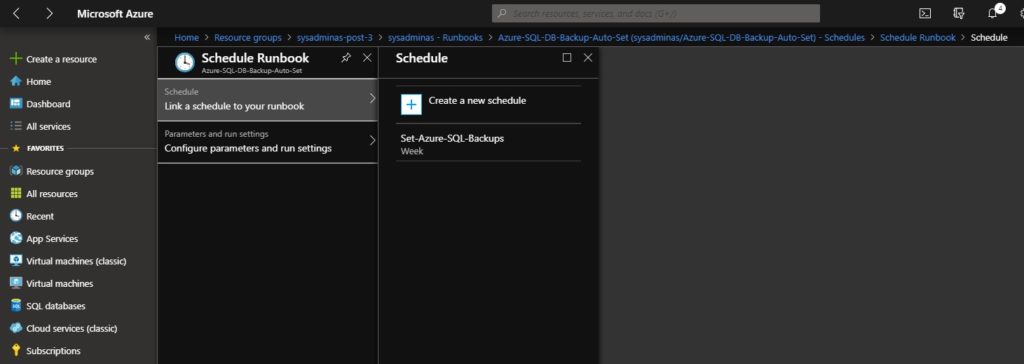 Microsoft Azure
Search resources, services, and docs (G+/)
4
«
Home > Resource groups > sysadminas-post-3 > sysadminas - Runbooks > Azure-SQL-DB-Backup-Auto-Set (sysadminas/Azure-SQL-DB-Backup-Auto-Set) - Schedules > Schedule Runbook > Schedule
Create a resource
Home
Dashboard
All services
FAVORITES
Resource groups
All resources
Recent
App Services
Virtual machines (classic)
Virtual machines
SQL databases
Cloud services (classic)
Subscriptions
Schedule Runbook
Azure-SQL-DB-Backup-Auto-Set
Schedule
Link a schedule to your runbook
Parameters and run settings
Configure parameters and run settings
Schedule
Create a new schedule
Set-Azure-SQL-Backups
Week